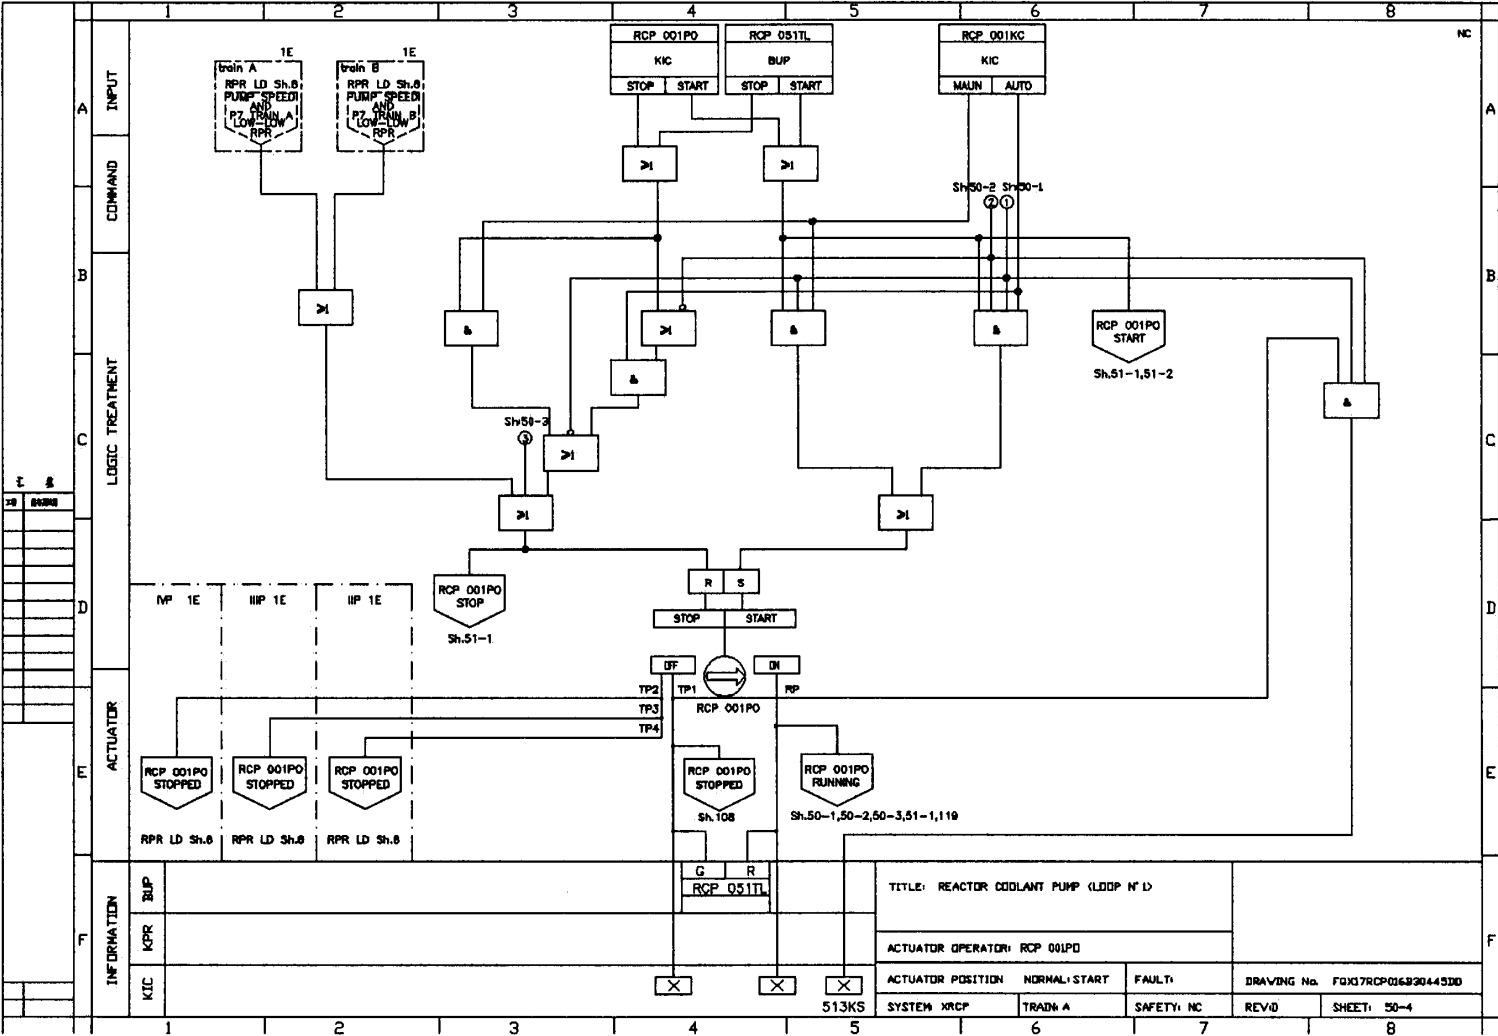 1 2 3 4 5 6 7 8
NC
A
B
C
D
E
F
INPUT
COMMAND
LOGIC TREATMENT
ACTUATOR
INFORMATION
1E
train A
RPR LD Sh.8
PUMP SPEED
AND
P7 TRAIN A
LOW-LOW
RPR
1E
train B
RPR LD Sh.8
PUMP SPEED
AND
P7 TRAIN B
LOW-LOW
RPR
RCP 001PO
KIC
STOP START
RCP 051TL
BUP
STOP START
RCP 001KC
KIC
MAUN AUTO
≥1
≥1
Sh50-2 Sh50-1
2 1
≥1
&
≥1
&
&
RCP 001PO
START
Sh.51-1,51-2
&
&
Sh50-3
3
≥1
≥1
≥1
RCP 001PO
STOP
Sh.51-1
R S
STOP START
OFF ON
TP2 TP1 RP
TP3
TP4
RCP 001PO
IVP 1E
IIIP 1E
IIP 1E
RCP 001PO
STOPPED
RPR LD Sh.8
RCP 001PO
STOPPED
RPR LD Sh.8
RCP 001PO
STOPPED
RPR LD Sh.8
RCP 001PO
STOPPED
Sh.108
RCP 001PO
RUNNING
Sh.50-1,50-2,50-3,51-1,119
BUP
KPR
KIC
G R
RCP 051TL
513KS
TITLE: REACTOR COOLANT PUMP (LOOP N°1)
ACTUATOR OPERATOR: RCP 001PO
ACTUATOR POSITION NORMAL: START FAULT:
DRAWING No. FQX17RCP016B30445DD
SYSTEM: XRCP TRAIN: A SAFETY: NC REV:D SHEET: 50-4
A
B
C
D
E
F
1 2 3 4 5 6 7 8